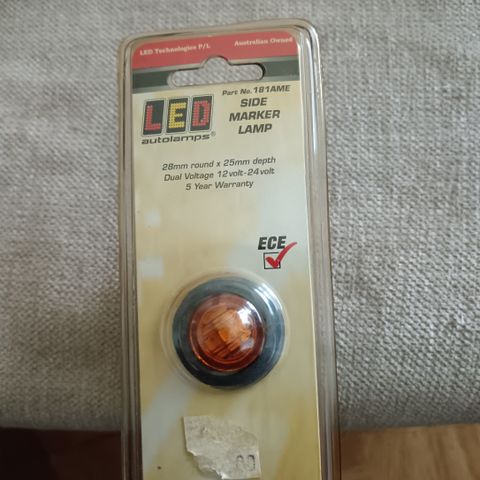 LED Technologies P/L Australian Owned
Part No. 181AME
LED
autolamps®
SIDE
MARKER
LAMP
28mm round x 25mm depth
Dual Voltage 12volt-24volt
5 Year Warranty
ECE